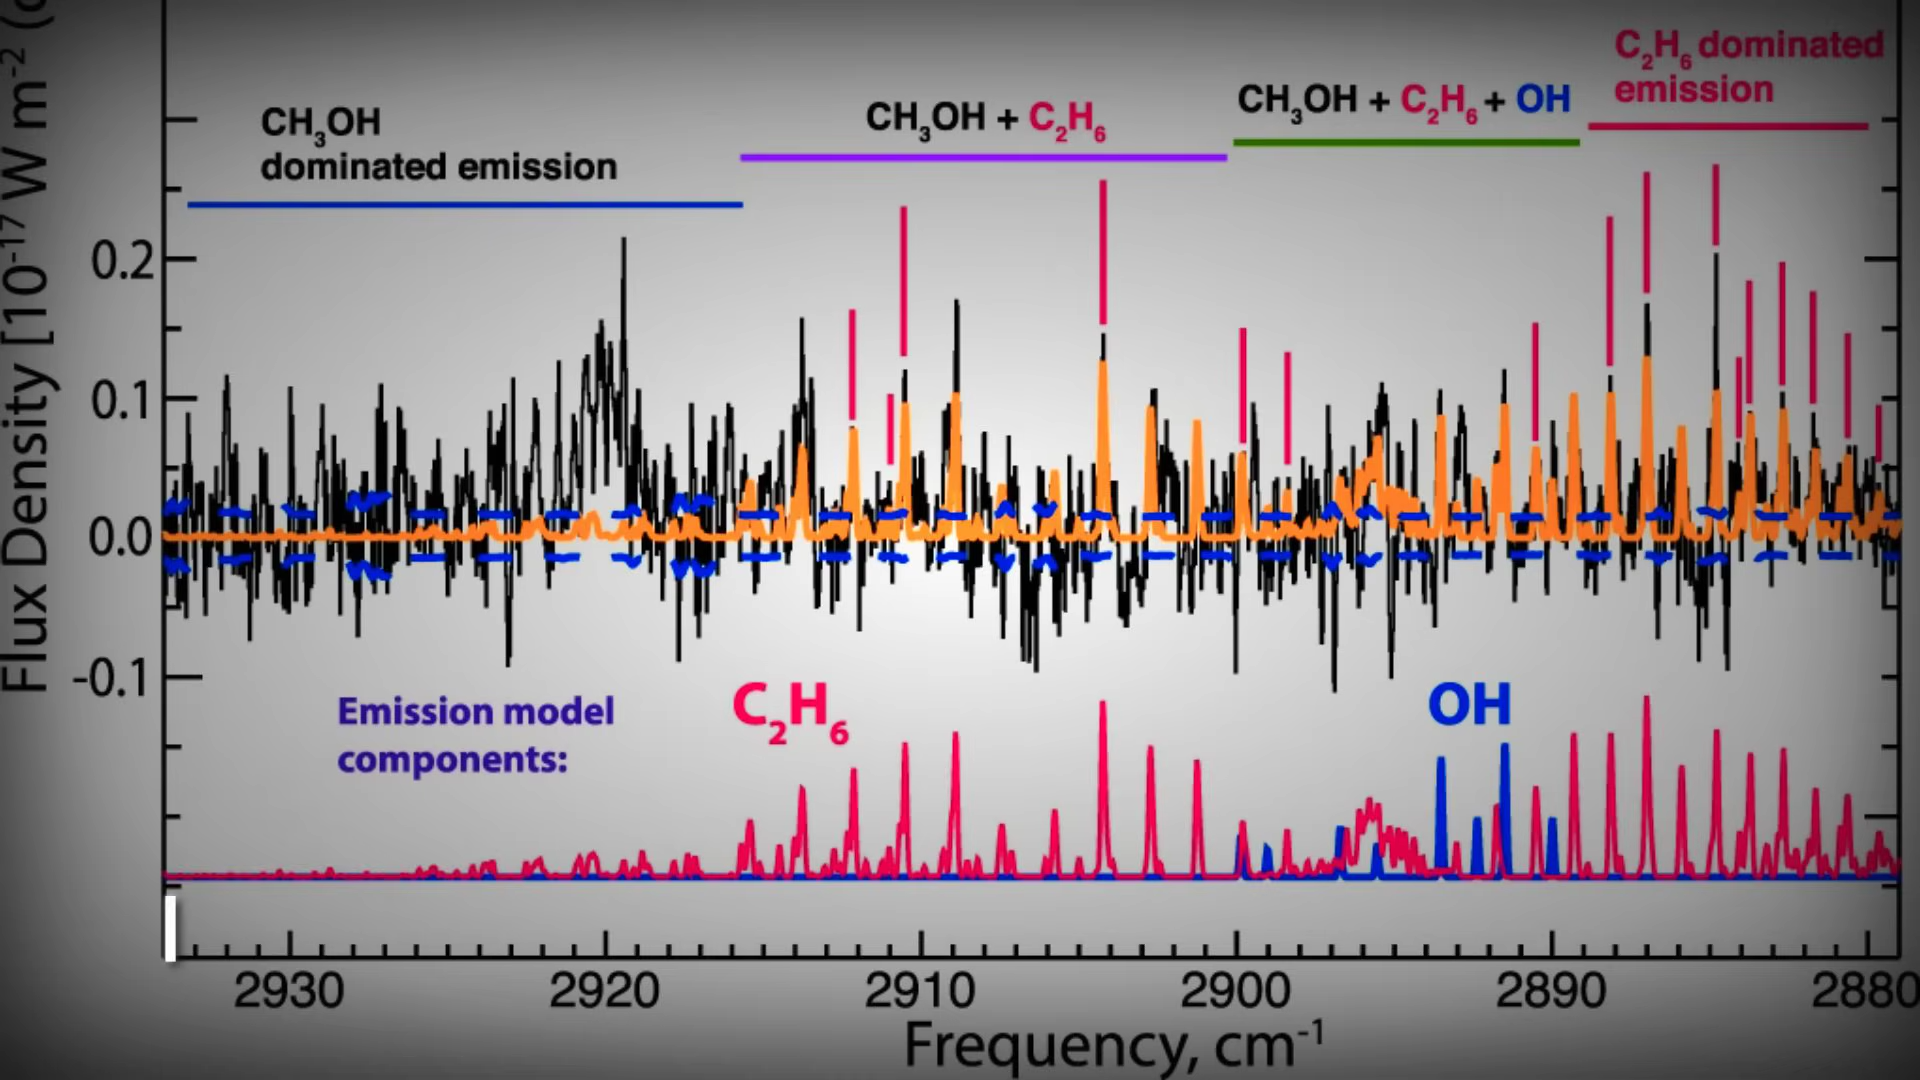 C₂H₆ dominated
emission
CH₃OH + C₂H₆ + OH
CH₃OH + C₂H₆
CH₃OH
dominated emission
Flux Density [10⁻¹⁷ W m⁻²
0.2
0.1
0.0
-0.1
Emission model
components:
C₂H₆
OH
2930 2920 2910 2900 2890 2880
Frequency, cm⁻¹